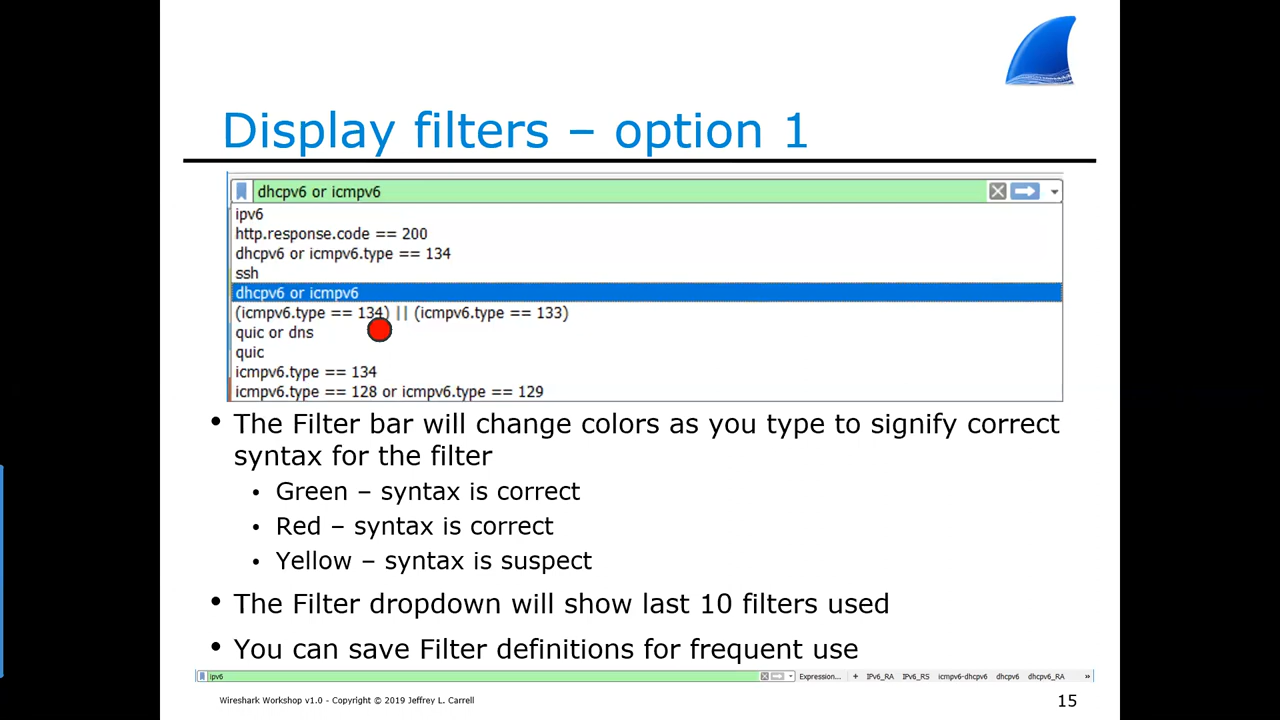 Display filters – option 1
dhcpv6 or icmpv6
ipv6
http.response.code == 200
dhcpv6 or icmpv6.type == 134
ssh
dhcpv6 or icmpv6
(icmpv6.type == 134) || (icmpv6.type == 133)
quic or dns
quic
icmpv6.type == 134
icmpv6.type == 128 or icmpv6.type == 129
• The Filter bar will change colors as you type to signify correct
syntax for the filter
• Green – syntax is correct
• Red – syntax is correct
• Yellow – syntax is suspect
• The Filter dropdown will show last 10 filters used
• You can save Filter definitions for frequent use
ipv6 Expression... + IPv6_RA IPv6_RS icmpv6-dhcpv6 dhcpv6 dhcpv6_RA »
Wireshark Workshop v1.0 - Copyright © 2019 Jeffrey L. Carrell 15